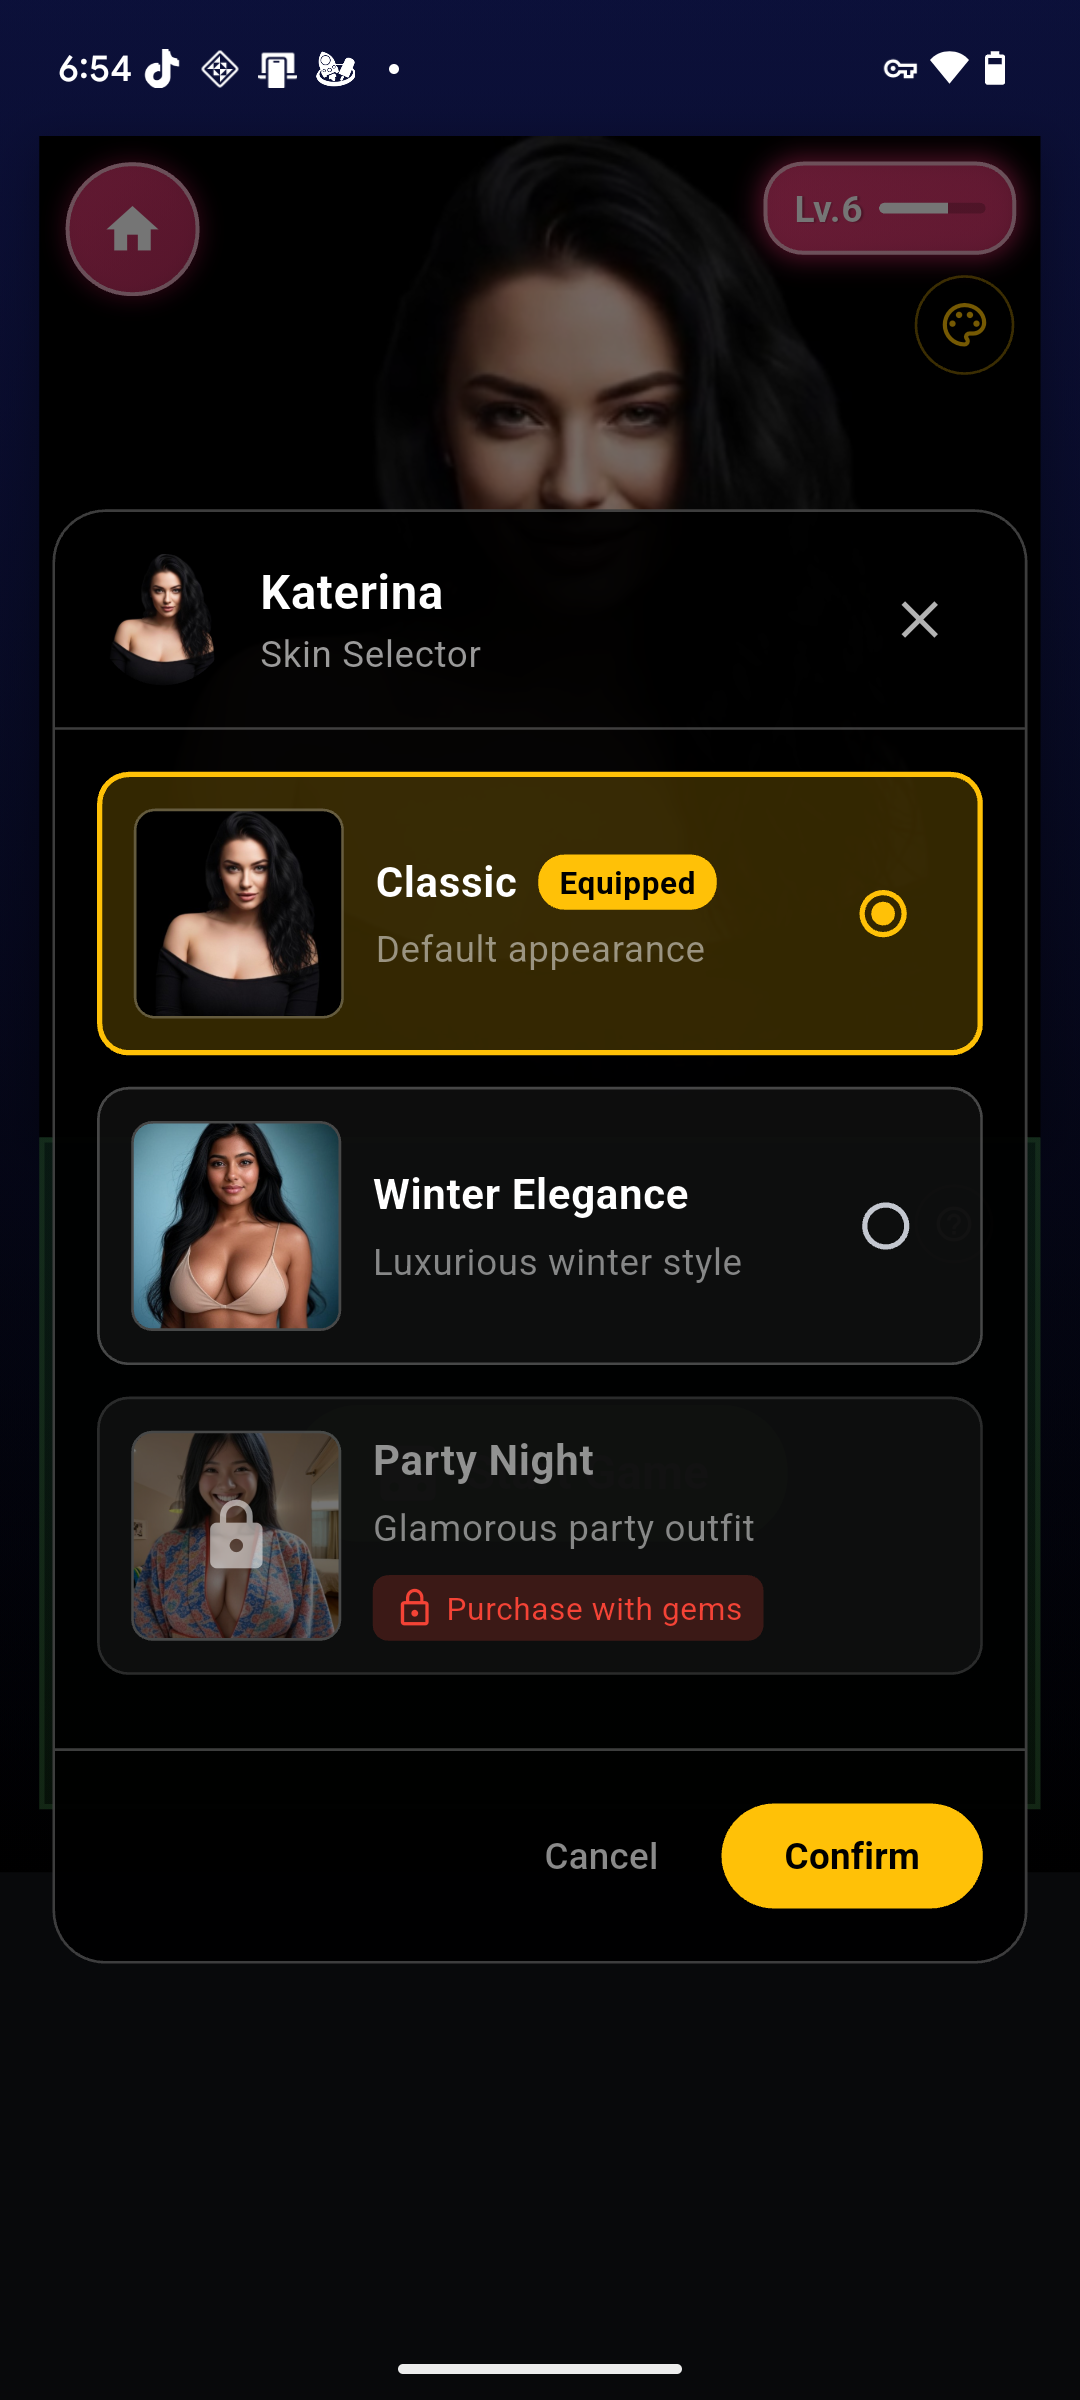 6:54
Lv.6
Katerina
Skin Selector
Classic Equipped
Default appearance
Winter Elegance
Luxurious winter style
Party Night
Glamorous party outfit
Purchase with gems
Cancel Confirm